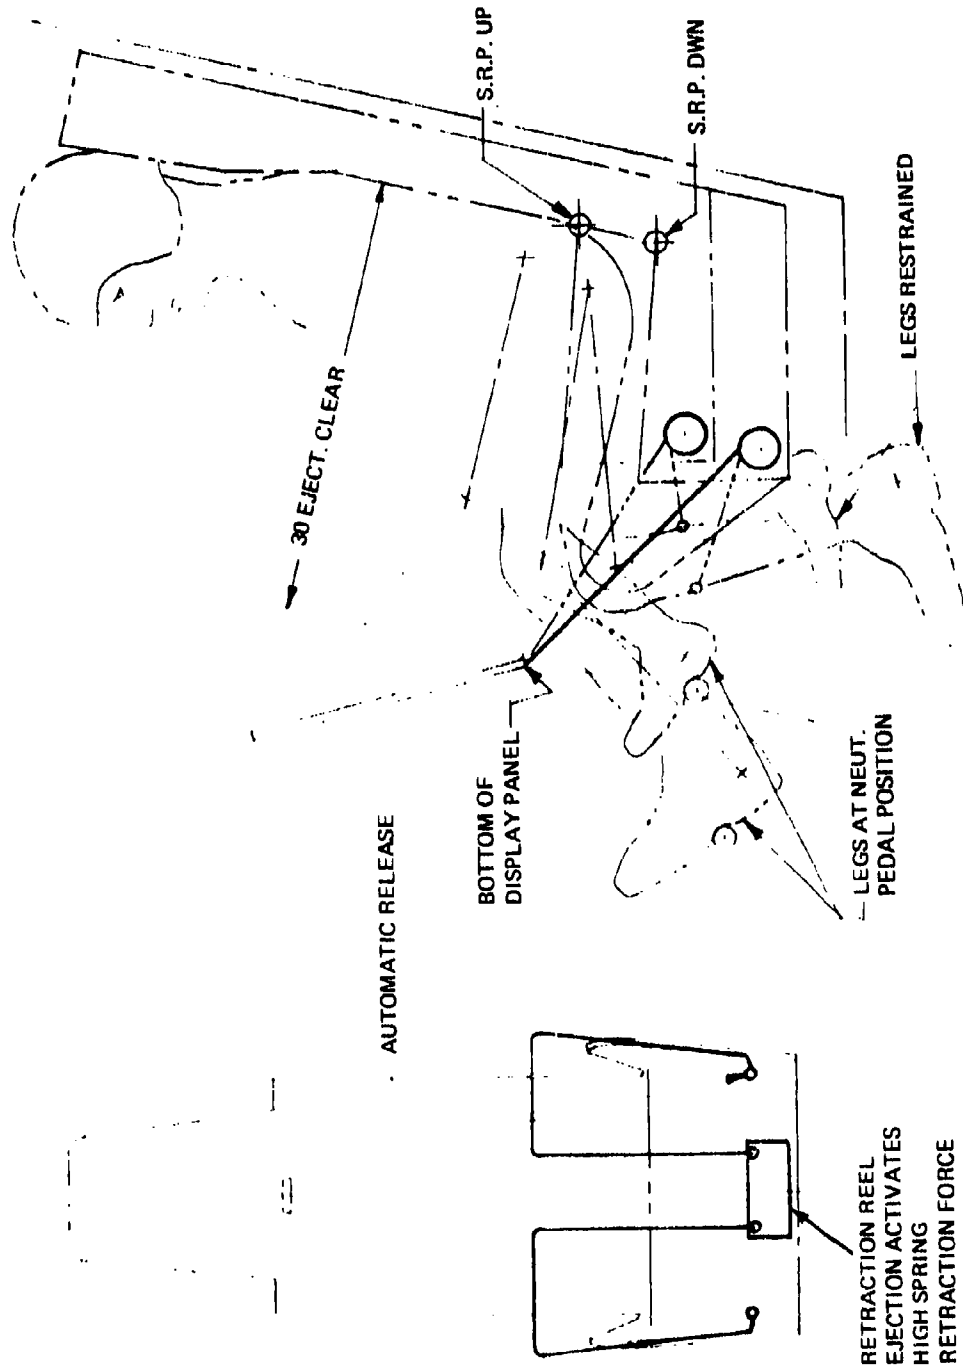 S.R.P. UP
S.R.P. DWN
30 EJECT. CLEAR
LEGS RESTRAINED
BOTTOM OF
DISPLAY PANEL
LEGS AT NEUT.
PEDAL POSITION
AUTOMATIC RELEASE
RETRACTION REEL
EJECTION ACTIVATES
HIGH SPRING
RETRACTION FORCE